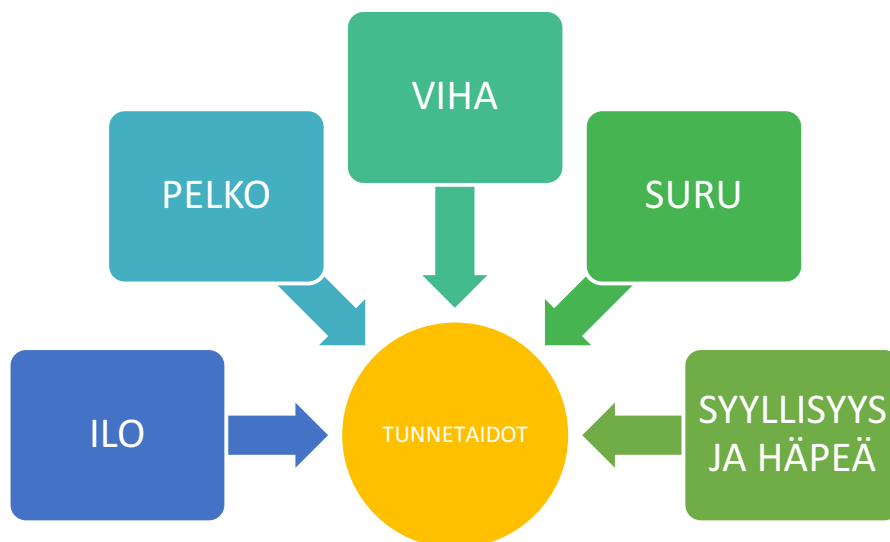 VIHA
PELKO
SURU
ILO
TUNNETAIDOT
SYYLLISYYS
JA HÄPEÄ